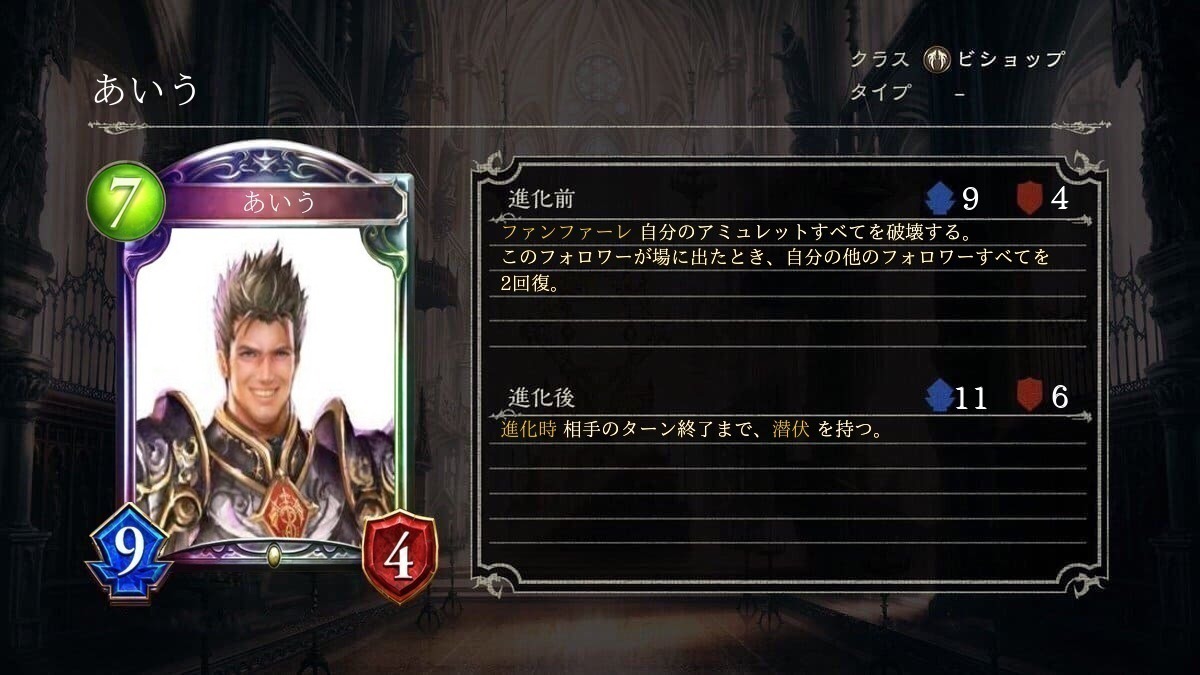 あいう
クラス ビショップ
タイプ －
7
あいう
9
4
進化前 9 4
ファンファーレ 自分のアミュレットすべてを破壊する。
このフォロワーが場に出たとき、自分の他のフォロワーすべてを
2回復。
進化後 11 6
進化時 相手のターン終了まで、潜伏 を持つ。